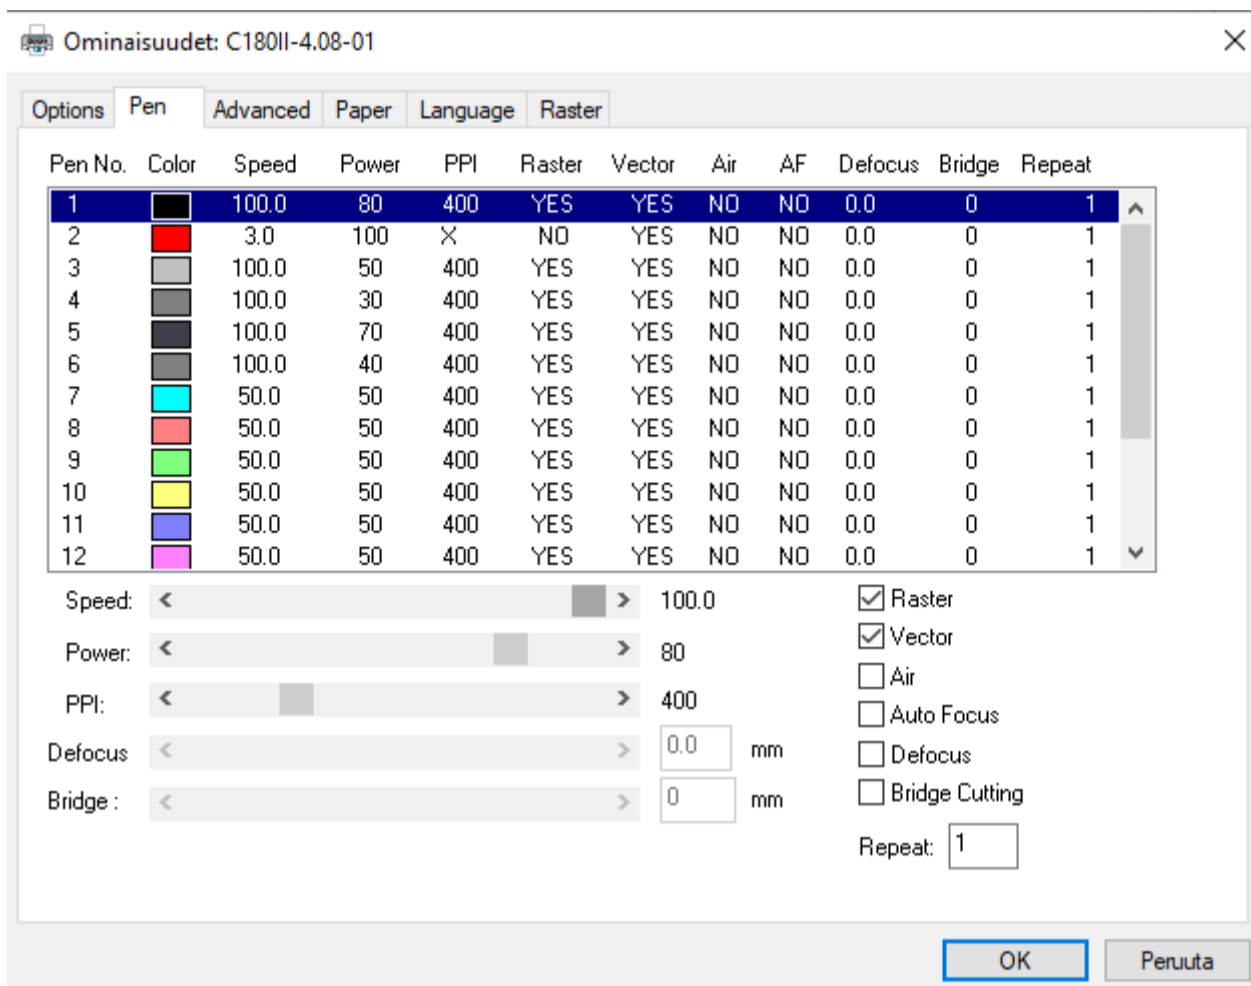 Ominaisuudet: C180II-4.08-01
Options Pen Advanced Paper Language Raster
Pen No. Color Speed Power PPI Raster Vector Air AF Defocus Bridge Repeat
1 100.0 80 400 YES YES NO NO 0.0 0 1
2 3.0 100 X NO YES NO NO 0.0 0 1
3 100.0 50 400 YES YES NO NO 0.0 0 1
4 100.0 30 400 YES YES NO NO 0.0 0 1
5 100.0 70 400 YES YES NO NO 0.0 0 1
6 100.0 40 400 YES YES NO NO 0.0 0 1
7 50.0 50 400 YES YES NO NO 0.0 0 1
8 50.0 50 400 YES YES NO NO 0.0 0 1
9 50.0 50 400 YES YES NO NO 0.0 0 1
10 50.0 50 400 YES YES NO NO 0.0 0 1
11 50.0 50 400 YES YES NO NO 0.0 0 1
12 50.0 50 400 YES YES NO NO 0.0 0 1
Speed: 100.0
Power: 80
PPI: 400
Defocus 0.0 mm
Bridge : 0 mm
Raster
Vector
Air
Auto Focus
Defocus
Bridge Cutting
Repeat: 1
OK Peruuta